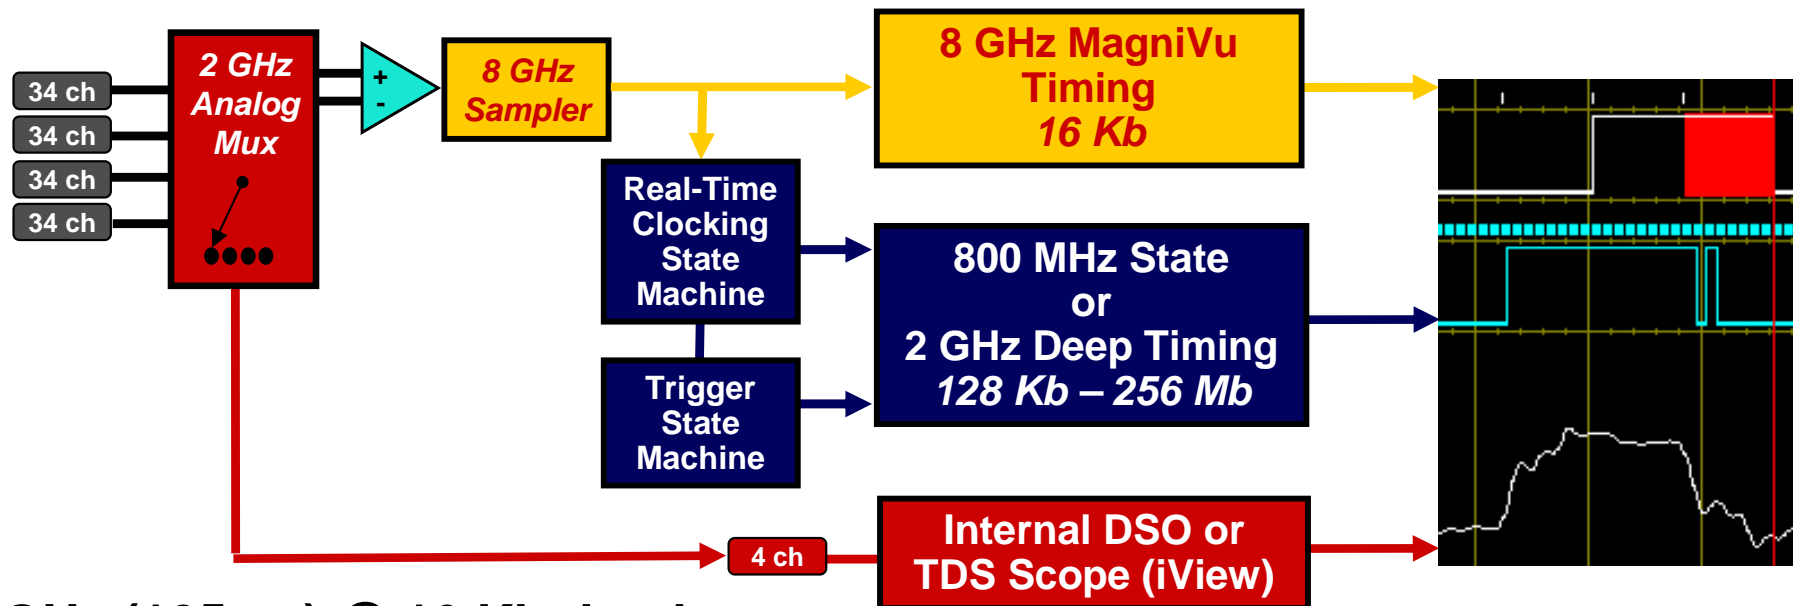 34 ch
34 ch
34 ch
34 ch
2 GHz
Analog
Mux
+
-
8 GHz
Sampler
8 GHz MagniVu
Timing
16 Kb
Real-Time
Clocking
State
Machine
Trigger
State
Machine
800 MHz State
or
2 GHz Deep Timing
128 Kb – 256 Mb
4 ch
Internal DSO or
TDS Scope (iView)